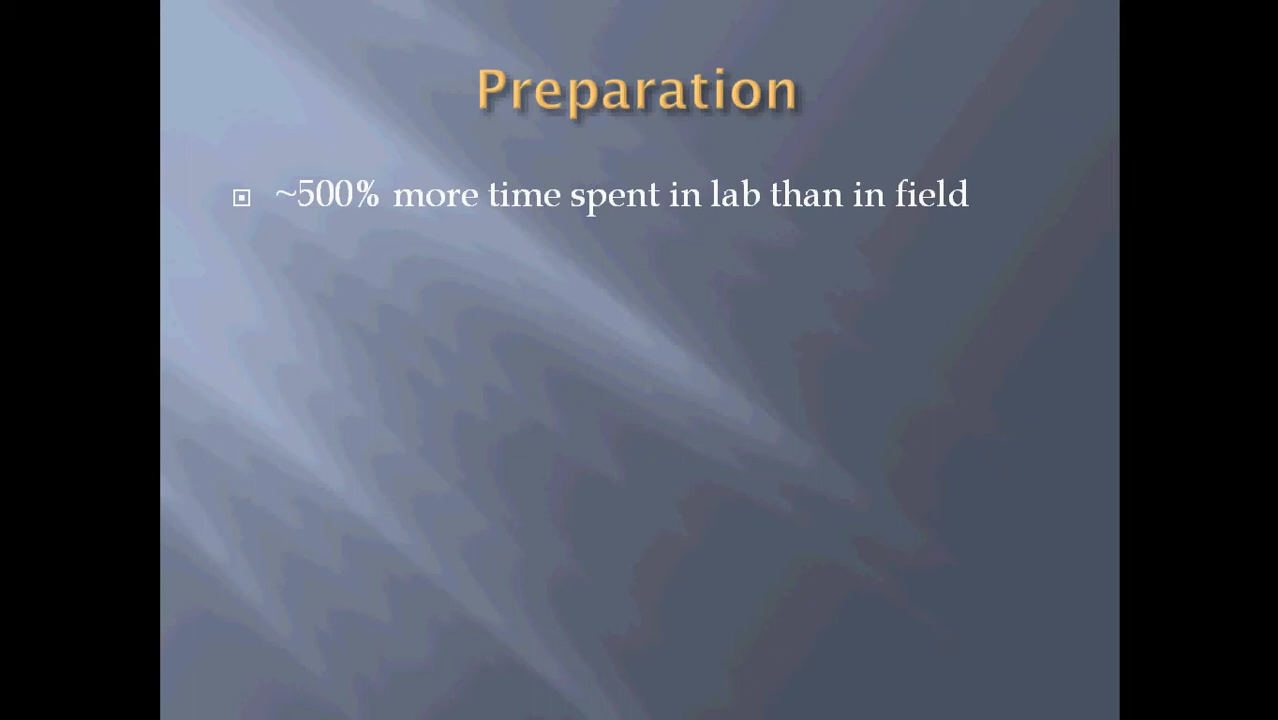 Preparation
~500% more time spent in lab than in field